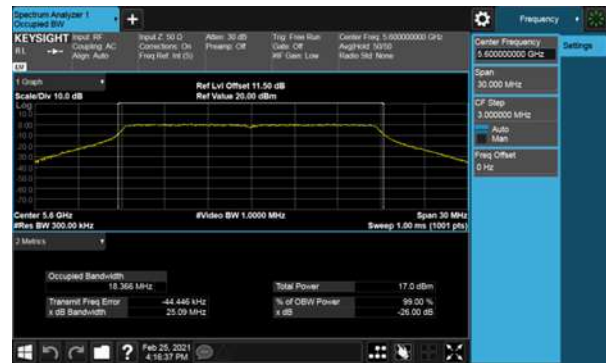 Spectrum Analyzer 1
Occupied BW
+
Frequency
KEYSIGHT Input: RF
Coupling: AC
Align: Auto
Input Z: 50 Ω
Corrections: On
Freq Ref: Int (S)
Atten: 30 dB
Preamp: Off
Trig: Free Run
Gate: Off
#IF Gain: Low
Center Freq: 5.600000000 GHz
Avg|Hold: 50/50
Radio Std: None
1 Graph
Ref Lvl Offset 11.50 dB
Scale/Div 10.0 dB
Ref Value 20.00 dBm
Log
Center 5.6 GHz
#Video BW 1.0000 MHz
Span 30 MHz
#Res BW 300.00 kHz
Sweep 1.00 ms (1001 pts)
2 Metrics
Occupied Bandwidth
18.366 MHz
Total Power 17.0 dBm
Transmit Freq Error -44.446 kHz
% of OBW Power 99.00 %
x dB Bandwidth 25.09 MHz
x dB -26.00 dB
Center Frequency
5.600000000 GHz
Settings
Span
30.000 MHz
CF Step
3.000000 MHz
Auto
Man
Freq Offset
0 Hz
?
Feb 25, 2021
4:16:37 PM